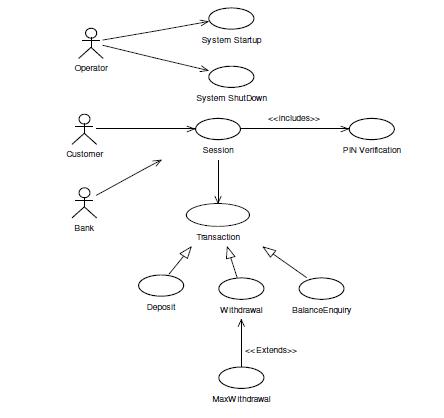 System Startup
Operator
System ShutDown
<<includes>>
Customer
Session
PIN Verification
Bank
Transaction
Deposit
Withdrawal
BalanceEnquiry
<<Extends>>
MaxWithdrawal